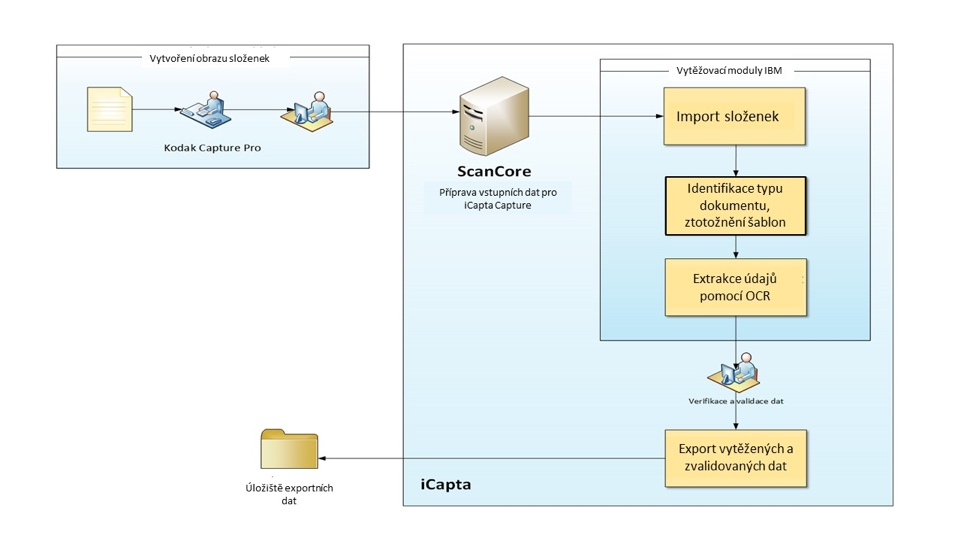 Vytvoření obrazu složenek
Kodak Capture Pro
ScanCore
Příprava vstupních dat pro
iCapta Capture
Vytěžovací moduly IBM
Import složenek
Identifikace typu
dokumentu,
ztotožnění šablon
Extrakce údajů
pomocí OCR
Verifikace a validace dat
Export vytěžených a
zvalidovaných dat
iCapta
Úložiště exportních
dat